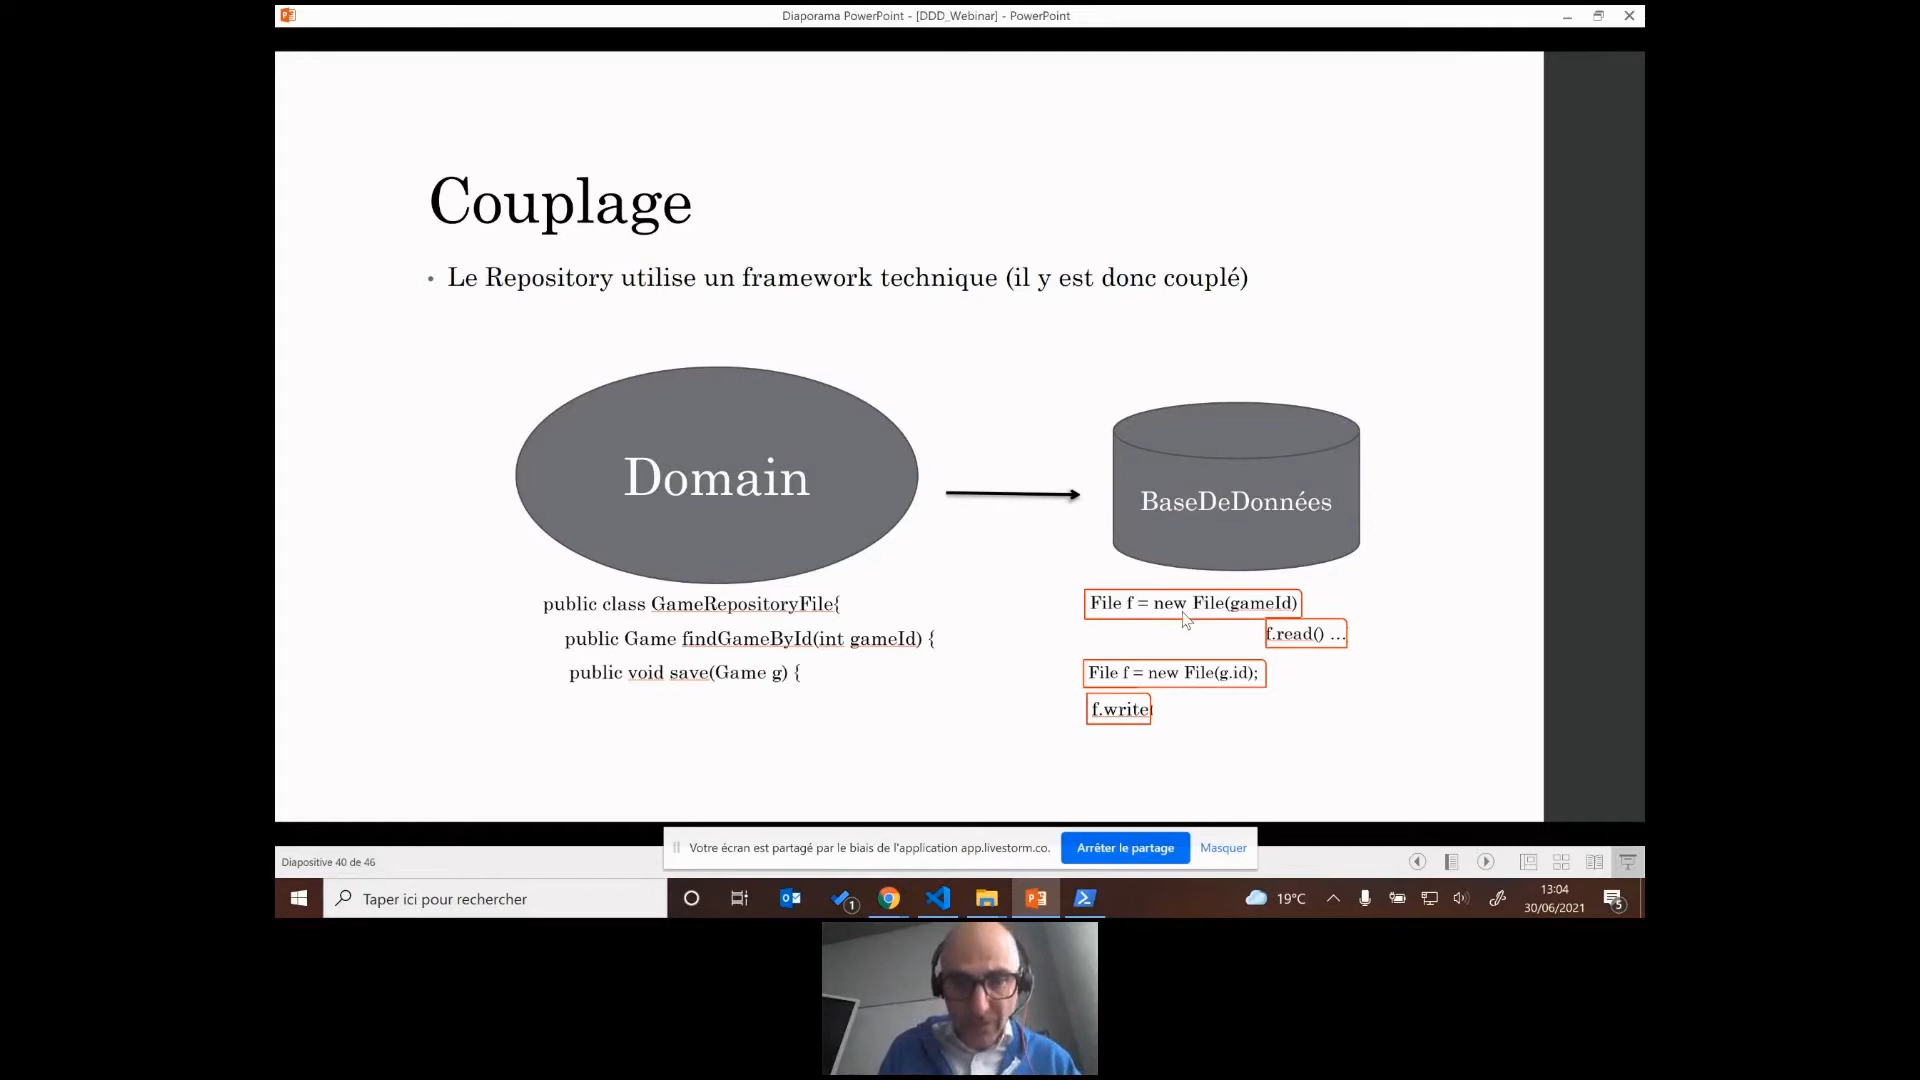 Diaporama PowerPoint - [DDD_Webinar] - PowerPoint
Couplage
• Le Repository utilise un framework technique (il y est donc couplé)
Domain
BaseDeDonnées
public class GameRepositoryFile{
public Game findGameById(int gameId) {
public void save(Game g) {
File f = new File(gameId)
f.read() ...
File f = new File(g.id);
f.write
Votre écran est partagé par le biais de l'application app.livestorm.co.
Arrêter le partage
Masquer
Diapositive 40 de 46
Taper ici pour rechercher
1
19°C
13:04
30/06/2021
5